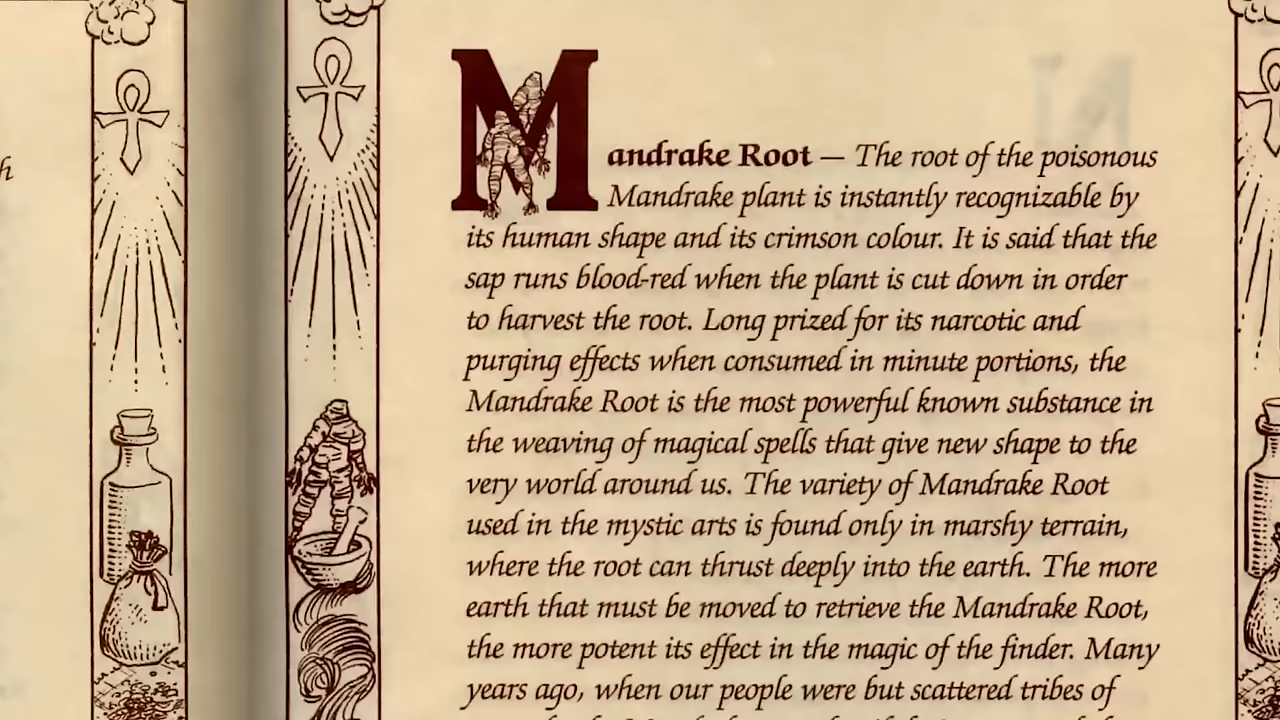 Mandrake Root — The root of the poisonous
Mandrake plant is instantly recognizable by
its human shape and its crimson colour. It is said that the
sap runs blood-red when the plant is cut down in order
to harvest the root. Long prized for its narcotic and
purging effects when consumed in minute portions, the
Mandrake Root is the most powerful known substance in
the weaving of magical spells that give new shape to the
very world around us. The variety of Mandrake Root
used in the mystic arts is found only in marshy terrain,
where the root can thrust deeply into the earth. The more
earth that must be moved to retrieve the Mandrake Root,
the more potent its effect in the magic of the finder. Many
years ago, when our people were but scattered tribes of